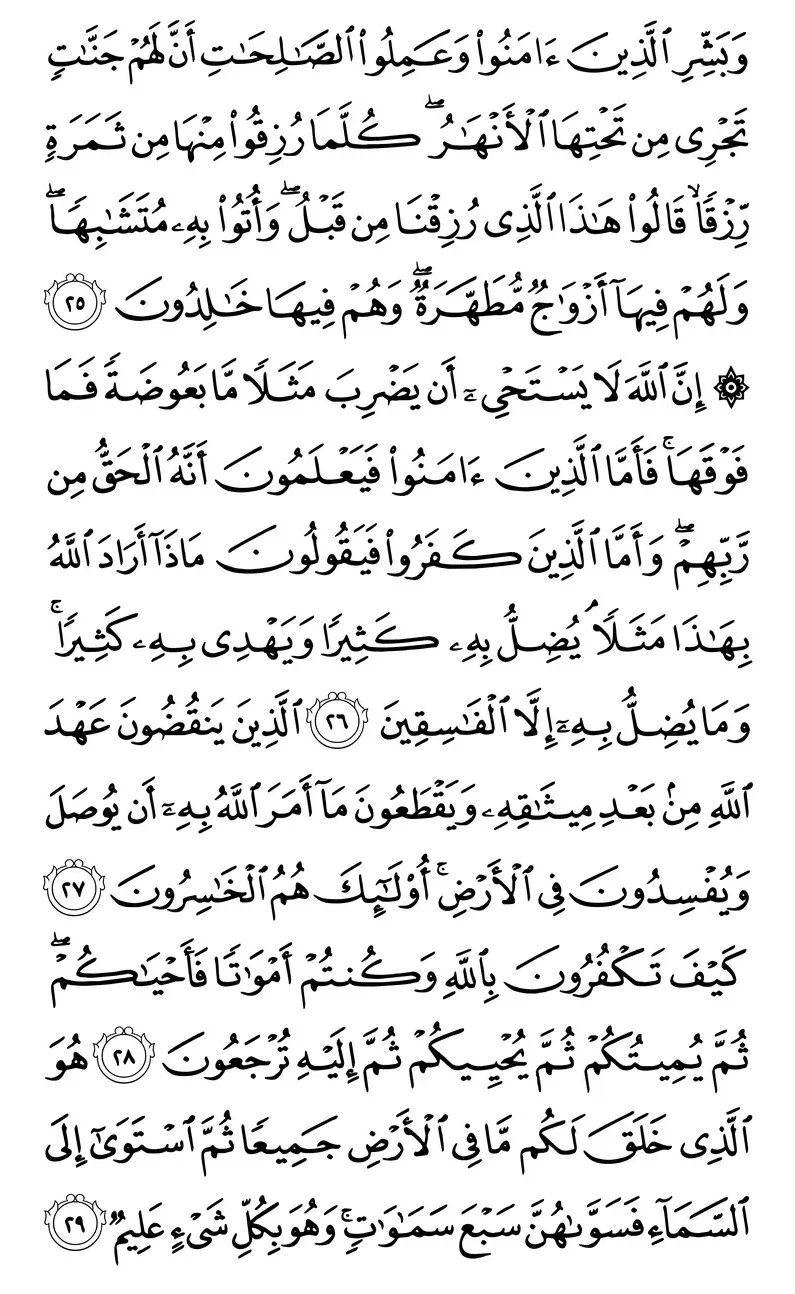 وَبَشِّرِ ٱلَّذِينَ ءَامَنُوا۟ وَعَمِلُوا۟ ٱلصَّـٰلِحَـٰتِ أَنَّ لَهُمْ جَنَّـٰتٍ
تَجْرِى مِن تَحْتِهَا ٱلْأَنْهَـٰرُ ۖ كُلَّمَا رُزِقُوا۟ مِنْهَا مِن ثَمَرَةٍ
رِّزْقًا ۙ قَالُوا۟ هَـٰذَا ٱلَّذِى رُزِقْنَا مِن قَبْلُ ۖ وَأُتُوا۟ بِهِۦ مُتَشَـٰبِهًا ۖ
وَلَهُمْ فِيهَآ أَزْوَٰجٌ مُّطَهَّرَةٌ ۖ وَهُمْ فِيهَا خَـٰلِدُونَ ٢٥
۞ إِنَّ ٱللَّهَ لَا يَسْتَحْىِۦٓ أَن يَضْرِبَ مَثَلًا مَّا بَعُوضَةً فَمَا
فَوْقَهَا ۚ فَأَمَّا ٱلَّذِينَ ءَامَنُوا۟ فَيَعْلَمُونَ أَنَّهُ ٱلْحَقُّ مِن
رَّبِّهِمْ ۖ وَأَمَّا ٱلَّذِينَ كَفَرُوا۟ فَيَقُولُونَ مَاذَآ أَرَادَ ٱللَّهُ
بِهَـٰذَا مَثَلًا ۘ يُضِلُّ بِهِۦ كَثِيرًا وَيَهْدِى بِهِۦ كَثِيرًا ۚ
وَمَا يُضِلُّ بِهِۦٓ إِلَّا ٱلْفَـٰسِقِينَ ٢٦ ٱلَّذِينَ يَنقُضُونَ عَهْدَ
ٱللَّهِ مِنۢ بَعْدِ مِيثَـٰقِهِۦ وَيَقْطَعُونَ مَآ أَمَرَ ٱللَّهُ بِهِۦٓ أَن يُوصَلَ
وَيُفْسِدُونَ فِى ٱلْأَرْضِ ۚ أُو۟لَـٰٓئِكَ هُمُ ٱلْخَـٰسِرُونَ ٢٧
كَيْفَ تَكْفُرُونَ بِٱللَّهِ وَكُنتُمْ أَمْوَٰتًا فَأَحْيَـٰكُمْ ۖ
ثُمَّ يُمِيتُكُمْ ثُمَّ يُحْيِيكُمْ ثُمَّ إِلَيْهِ تُرْجَعُونَ ٢٨ هُوَ
ٱلَّذِى خَلَقَ لَكُم مَّا فِى ٱلْأَرْضِ جَمِيعًا ثُمَّ ٱسْتَوَىٰٓ إِلَى
ٱلسَّمَآءِ فَسَوَّىٰهُنَّ سَبْعَ سَمَـٰوَٰتٍ ۚ وَهُوَ بِكُلِّ شَىْءٍ عَلِيمٌ ٢٩